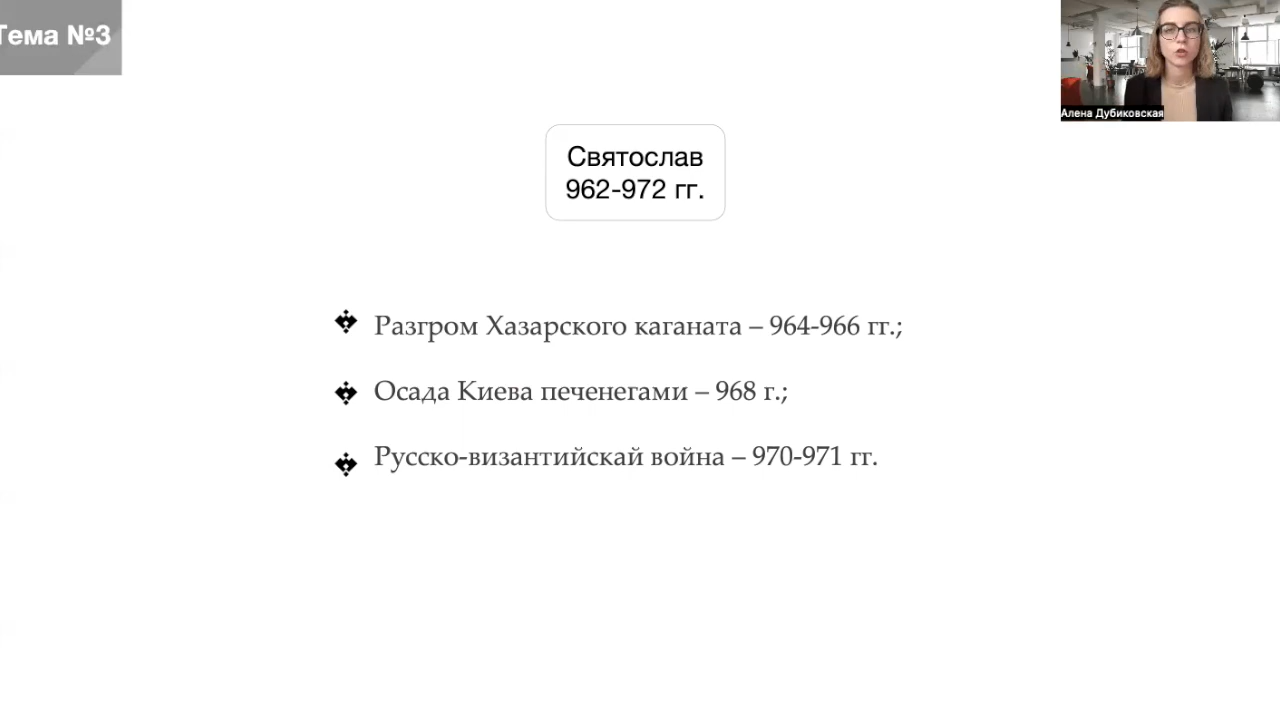 Тема №3
Алена Дубиковская
Святослав
962-972 гг.
Разгром Хазарского каганата – 964-966 гг.;
Осада Киева печенегами – 968 г.;
Русско-византийскай война – 970-971 гг.